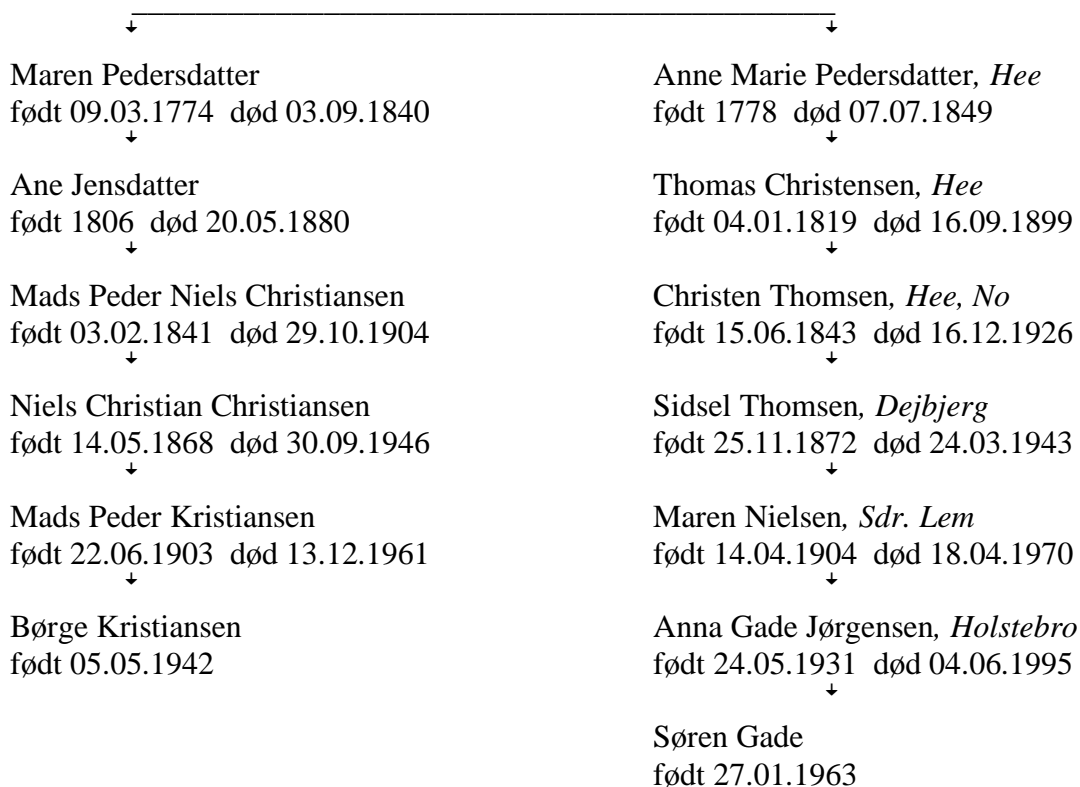 Maren Pedersdatter
født 09.03.1774 død 03.09.1840
Ane Jensdatter
født 1806 død 20.05.1880
Mads Peder Niels Christiansen
født 03.02.1841 død 29.10.1904
Niels Christian Christiansen
født 14.05.1868 død 30.09.1946
Mads Peder Kristiansen
født 22.06.1903 død 13.12.1961
Børge Kristiansen
født 05.05.1942
Anne Marie Pedersdatter, Hee
født 1778 død 07.07.1849
Thomas Christensen, Hee
født 04.01.1819 død 16.09.1899
Christen Thomsen, Hee, No
født 15.06.1843 død 16.12.1926
Sidsel Thomsen, Dejbjerg
født 25.11.1872 død 24.03.1943
Maren Nielsen, Sdr. Lem
født 14.04.1904 død 18.04.1970
Anna Gade Jørgensen, Holstebro
født 24.05.1931 død 04.06.1995
Søren Gade
født 27.01.1963